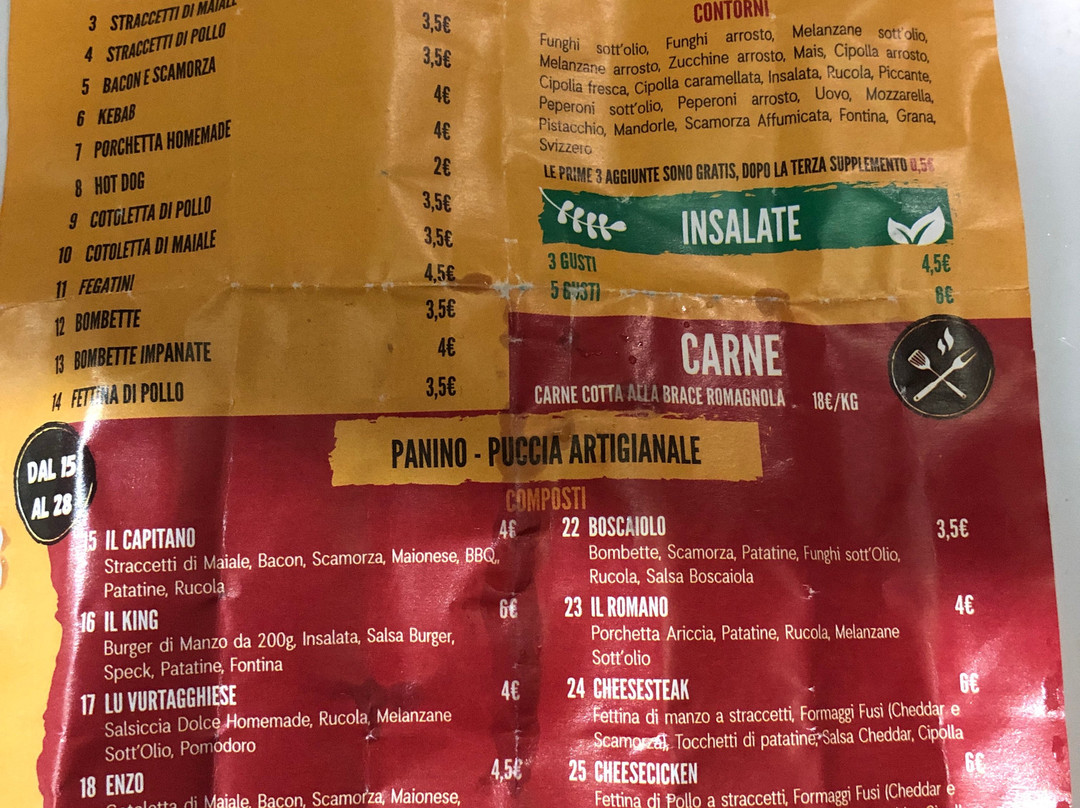 3 STRACCETTI DI MAIALE
4 STRACCETTI DI POLLO 3,5€
5 BACON E SCAMORZA 3,5€
6 KEBAB 4€
7 PORCHETTA HOMEMADE 4€
8 HOT DOG 2€
9 COTOLETTA DI POLLO 3,5€
10 COTOLETTA DI MAIALE 3,5€
11 FEGATINI 4,5€
12 BOMBETTE 3,5€
13 BOMBETTE IMPANATE 4€
14 FETTINA DI POLLO 3,5€
CONTORNI
Funghi sott'olio, Funghi arrosto, Melanzane sott'olio,
Melanzane arrosto, Zucchine arrosto, Mais, Cipolla arrosto,
Cipolla fresca, Cipolla caramellata, Insalata, Rucola, Piccante,
Peperoni sott'olio, Peperoni arrosto, Uovo, Mozzarella,
Pistacchio, Mandorle, Scamorza Affumicata, Fontina, Grana,
Svizzero
LE PRIME 3 AGGIUNTE SONO GRATIS, DOPO LA TERZA SUPPLEMENTO 0,5€
INSALATE
3 GUSTI 4,5€
5 GUSTI 6€
CARNE
CARNE COTTA ALLA BRACE ROMAGNOLA 18€/KG
DAL 15
AL 28
PANINO - PUCCIA ARTIGIANALE
COMPOSTI
15 IL CAPITANO 4€
Straccetti di Maiale, Bacon, Scamorza, Maionese, BBQ,,
Patatine, Rucola
16 IL KING 6€
Burger di Manzo da 200g, Insalata, Salsa Burger,
Speck, Patatine, Fontina
17 LU VURTAGGHIESE 4€
Salsiccia Dolce Homemade, Rucola, Melanzane
Sott'Olio, Pomodoro
18 ENZO 4,5€
Cotoletta di Maiale, Bacon, Scamorza, Maionese,
22 BOSCAIOLO 3,5€
Bombette, Scamorza, Patatine, Funghi sott'Olio,
Rucola, Salsa Boscaiola
23 IL ROMANO 4€
Porchetta Ariccia, Patatine, Rucola, Melanzane
Sott'olio
24 CHEESESTEAK 6€
Fettina di manzo a straccetti, Formaggi Fusi (Cheddar e
Scamorza), Tocchetti di patatine, Salsa Cheddar, Cipolla
25 CHEESECICKEN 6€
Fettina di Pollo a straccetti, Formaggi Fusi (Cheddar e